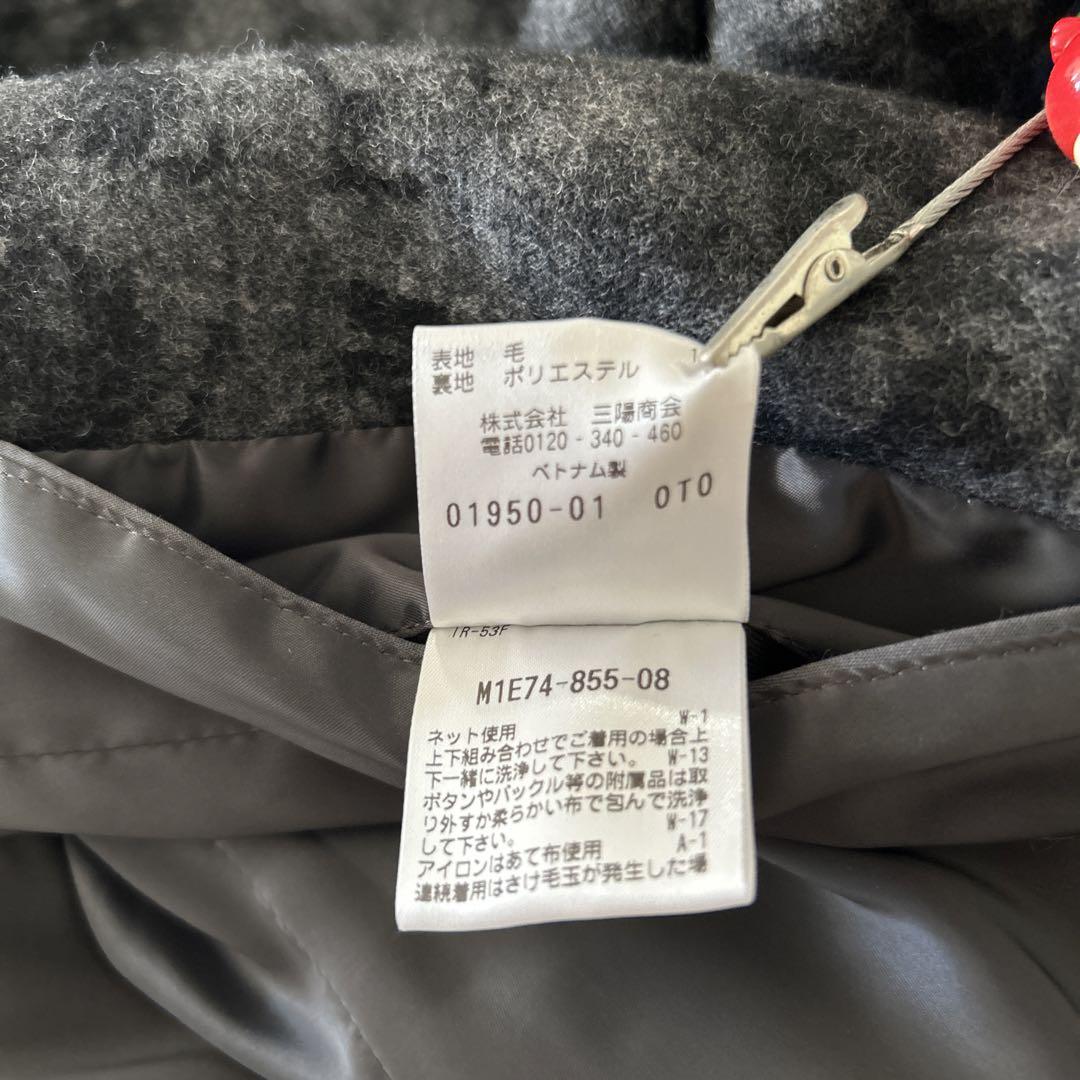 表地 毛
裏地 ポリエステル
株式会社 三陽商会
電話0120-340-460
ベトナム製
01950-01 OTO
IR-53F
M1E74-855-08
W-1
ネット使用
上下組み合わせでご着用の場合上
下一緒に洗浄して下さい。 W-13
ボタンやバックル等の附属品は取
り外すか柔らかい布で包んで洗浄
して下さい。 W-17
アイロンはあて布使用 A-1
連続着用はさけ毛玉が発生した場